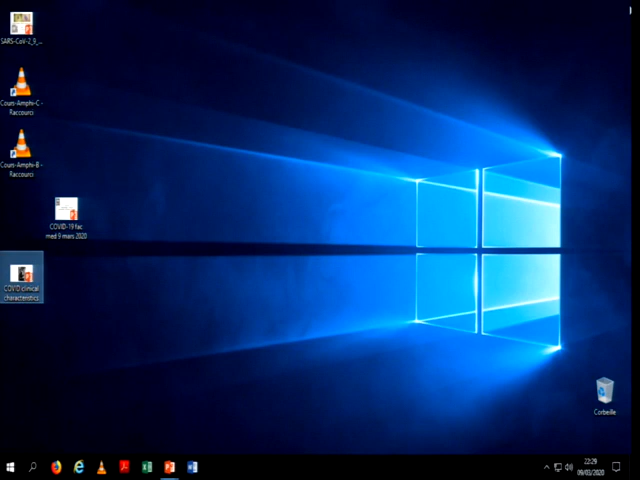 SARS-CoV-2_9_...
Cours-Amphi-C -
Raccourci
Cours-Amphi-B -
Raccourci
COVID-19 fac
med 9 mars 2020
COVID clinical
characteristics
Corbeille
22:29
09/03/2020